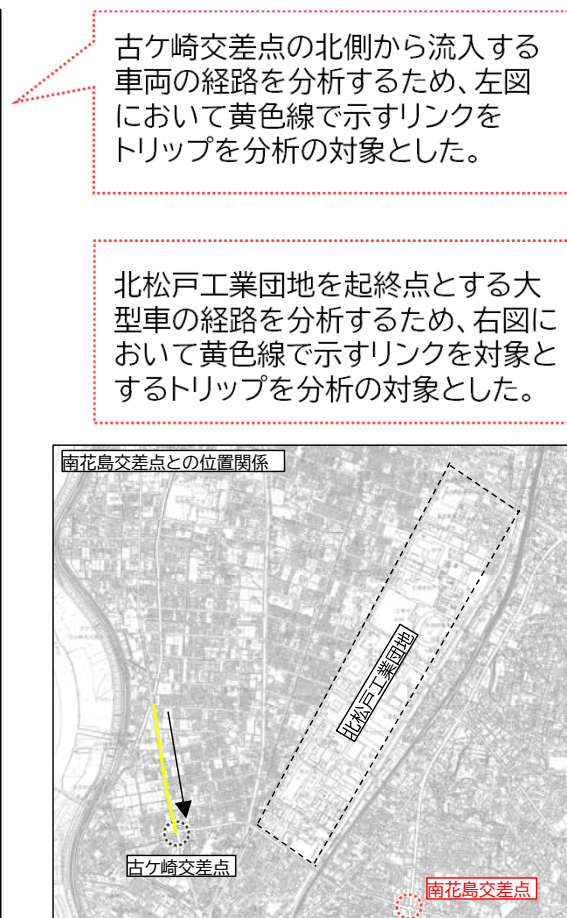 古ケ崎交差点の北側から流入する
車両の経路を分析するため、左図
において黄色線で示すリンクを
トリップを分析の対象とした。
北松戸工業団地を起終点とする大
型車の経路を分析するため、右図に
おいて黄色線で示すリンクを対象と
するトリップを分析の対象とした。
南花島交差点との位置関係
北松戸工業団地
古ケ崎交差点
南花島交差点